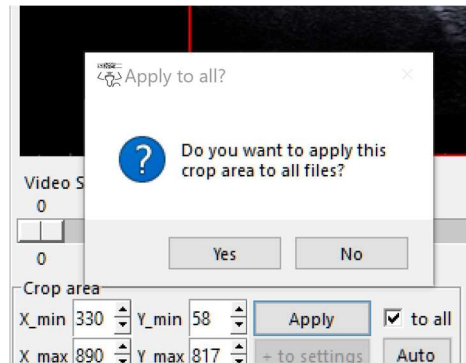 Apply to all?
Do you want to apply this
crop area to all files?
Video S
0
Yes No
0
Crop area
X_min 330 Y_min 58 Apply to all
X_max 890 Y_max 817 + to settings Auto